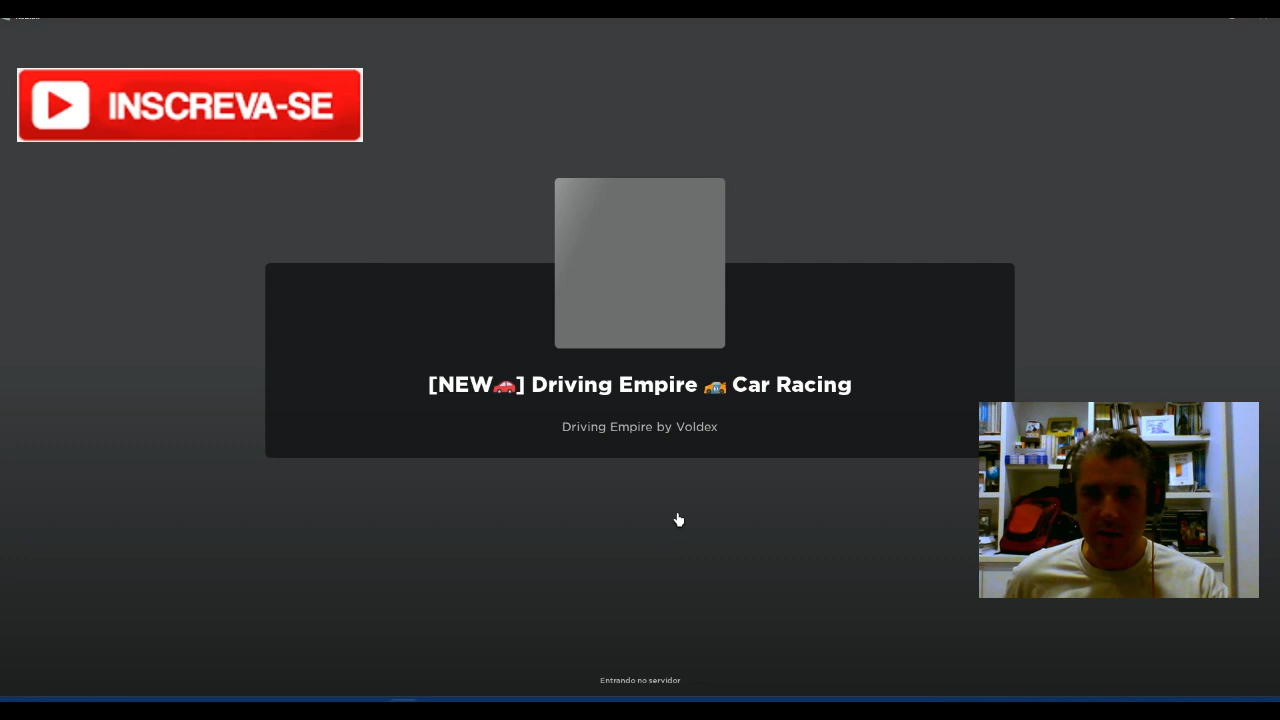 INSCREVA-SE
[NEW🚗] Driving Empire 🏎️ Car Racing
Driving Empire by Voldex
Entrando no servidor